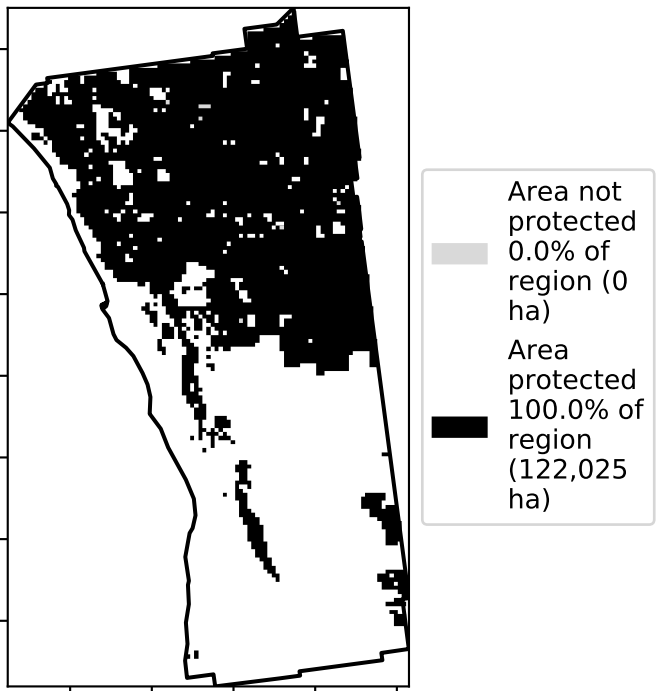 Area not
protected
0.0% of
region (0
ha)
Area
protected
100.0% of
region
(122,025
ha)